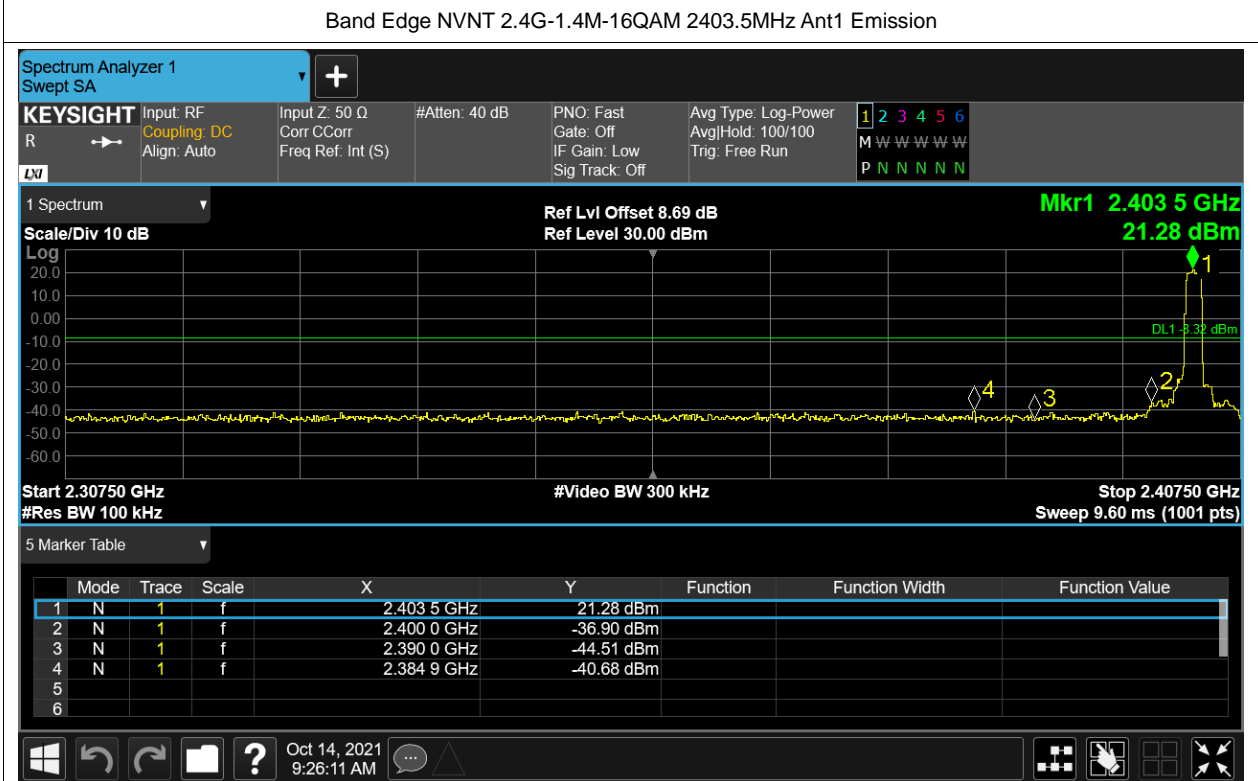 Band Edge NVNT 2.4G-1.4M-16QAM 2403.5MHz Ant1 Emission
Spectrum Analyzer 1
Swept SA
+
KEYSIGHT
R
LXI
Input: RF
Coupling: DC
Align: Auto
Input Z: 50 Ω
Corr CCorr
Freq Ref: Int (S)
#Atten: 40 dB
PNO: Fast
Gate: Off
IF Gain: Low
Sig Track: Off
Avg Type: Log-Power
Avg|Hold: 100/100
Trig: Free Run
1 2 3 4 5 6
M W W W W W
P N N N N N
1 Spectrum
Scale/Div 10 dB
Ref Lvl Offset 8.69 dB
Ref Level 30.00 dBm
Mkr1 2.403 5 GHz
21.28 dBm
Log
20.0
10.0
0.00
-10.0
-20.0
-30.0
-40.0
-50.0
-60.0
1
DL1 -8.32 dBm
2
4
3
Start 2.30750 GHz
#Video BW 300 kHz
Stop 2.40750 GHz
#Res BW 100 kHz
Sweep 9.60 ms (1001 pts)
5 Marker Table
Mode Trace Scale X Y Function Function Width Function Value
1 N 1 f 2.403 5 GHz 21.28 dBm
2 N 1 f 2.400 0 GHz -36.90 dBm
3 N 1 f 2.390 0 GHz -44.51 dBm
4 N 1 f 2.384 9 GHz -40.68 dBm
5
6
?
Oct 14, 2021
9:26:11 AM